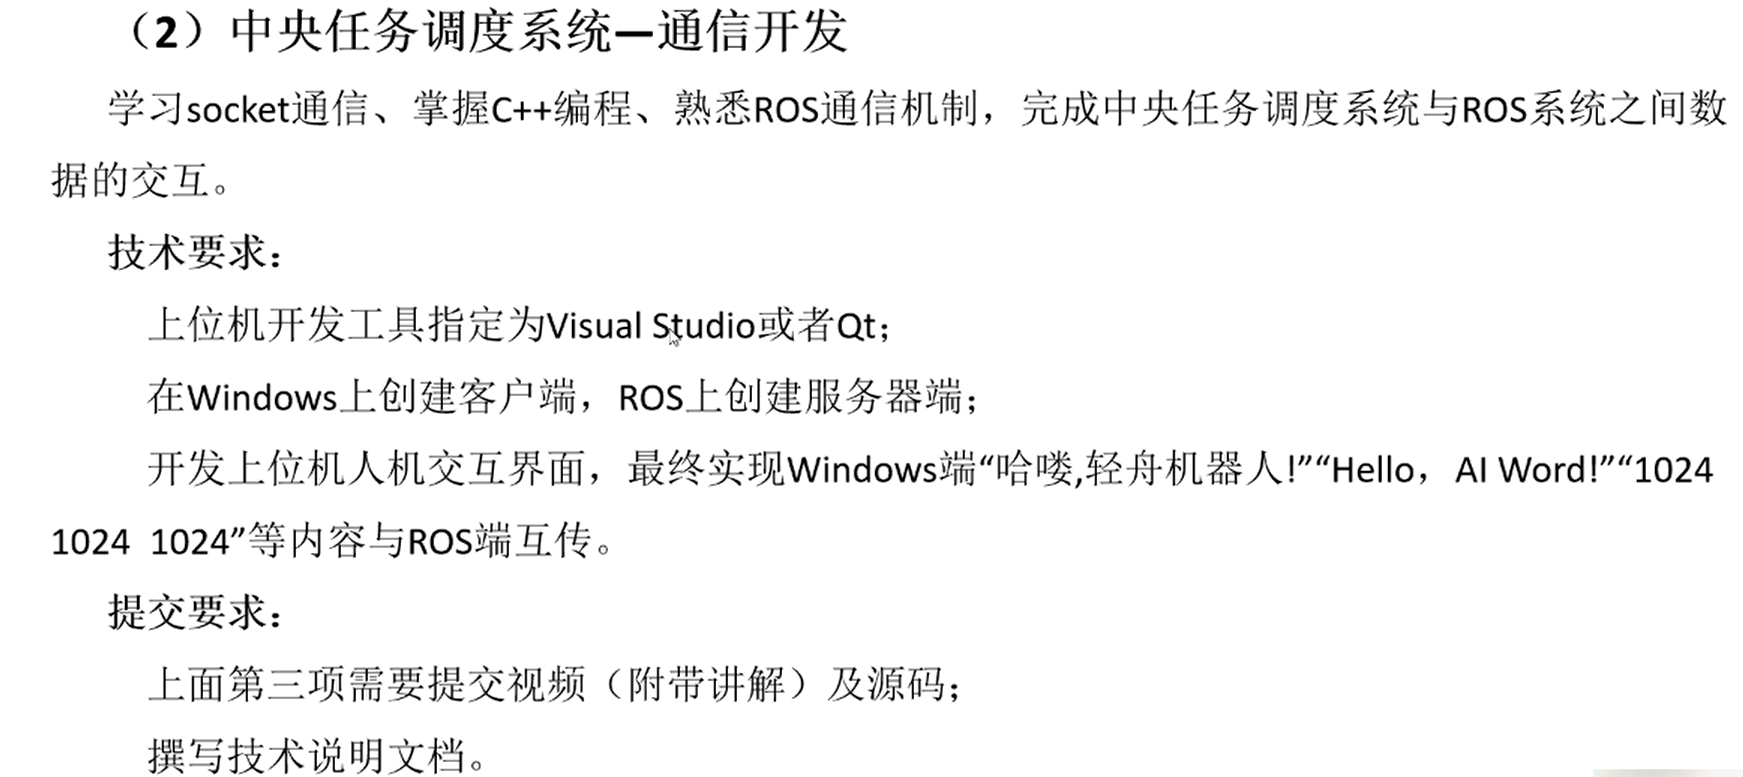 （2）中央任务调度系统—通信开发
学习socket通信、掌握C++编程、熟悉ROS通信机制，完成中央任务调度系统与ROS系统之间数
据的交互。
技术要求：
上位机开发工具指定为Visual Studio或者Qt；
在Windows上创建客户端，ROS上创建服务器端；
开发上位机人机交互界面，最终实现Windows端“哈喽,轻舟机器人!”“Hello，AI Word!”“1024
1024  1024”等内容与ROS端互传。
提交要求：
上面第三项需要提交视频（附带讲解）及源码；
撰写技术说明文档。